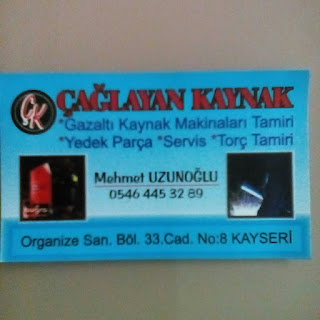 ÇK
ÇAĞLAYAN KAYNAK
*Gazaltı Kaynak Makinaları Tamiri
*Yedek Parça *Servis *Torç Tamiri
Mehmet UZUNOĞLU
0546 445 32 89
Organize San. Böl. 33.Cad. No:8 KAYSERİ